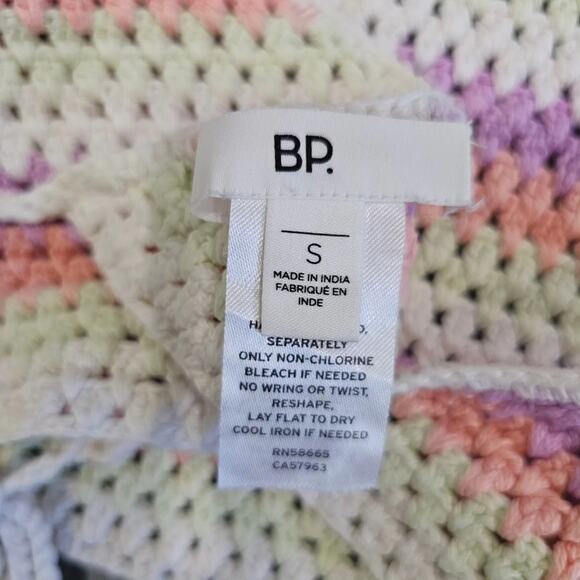 BP.
S
MADE IN INDIA
FABRIQUÉ EN
INDE
SEPARATELY
ONLY NON-CHLORINE
BLEACH IF NEEDED
NO WRING OR TWIST,
RESHAPE,
LAY FLAT TO DRY
COOL IRON IF NEEDED
RN58665
CA57963